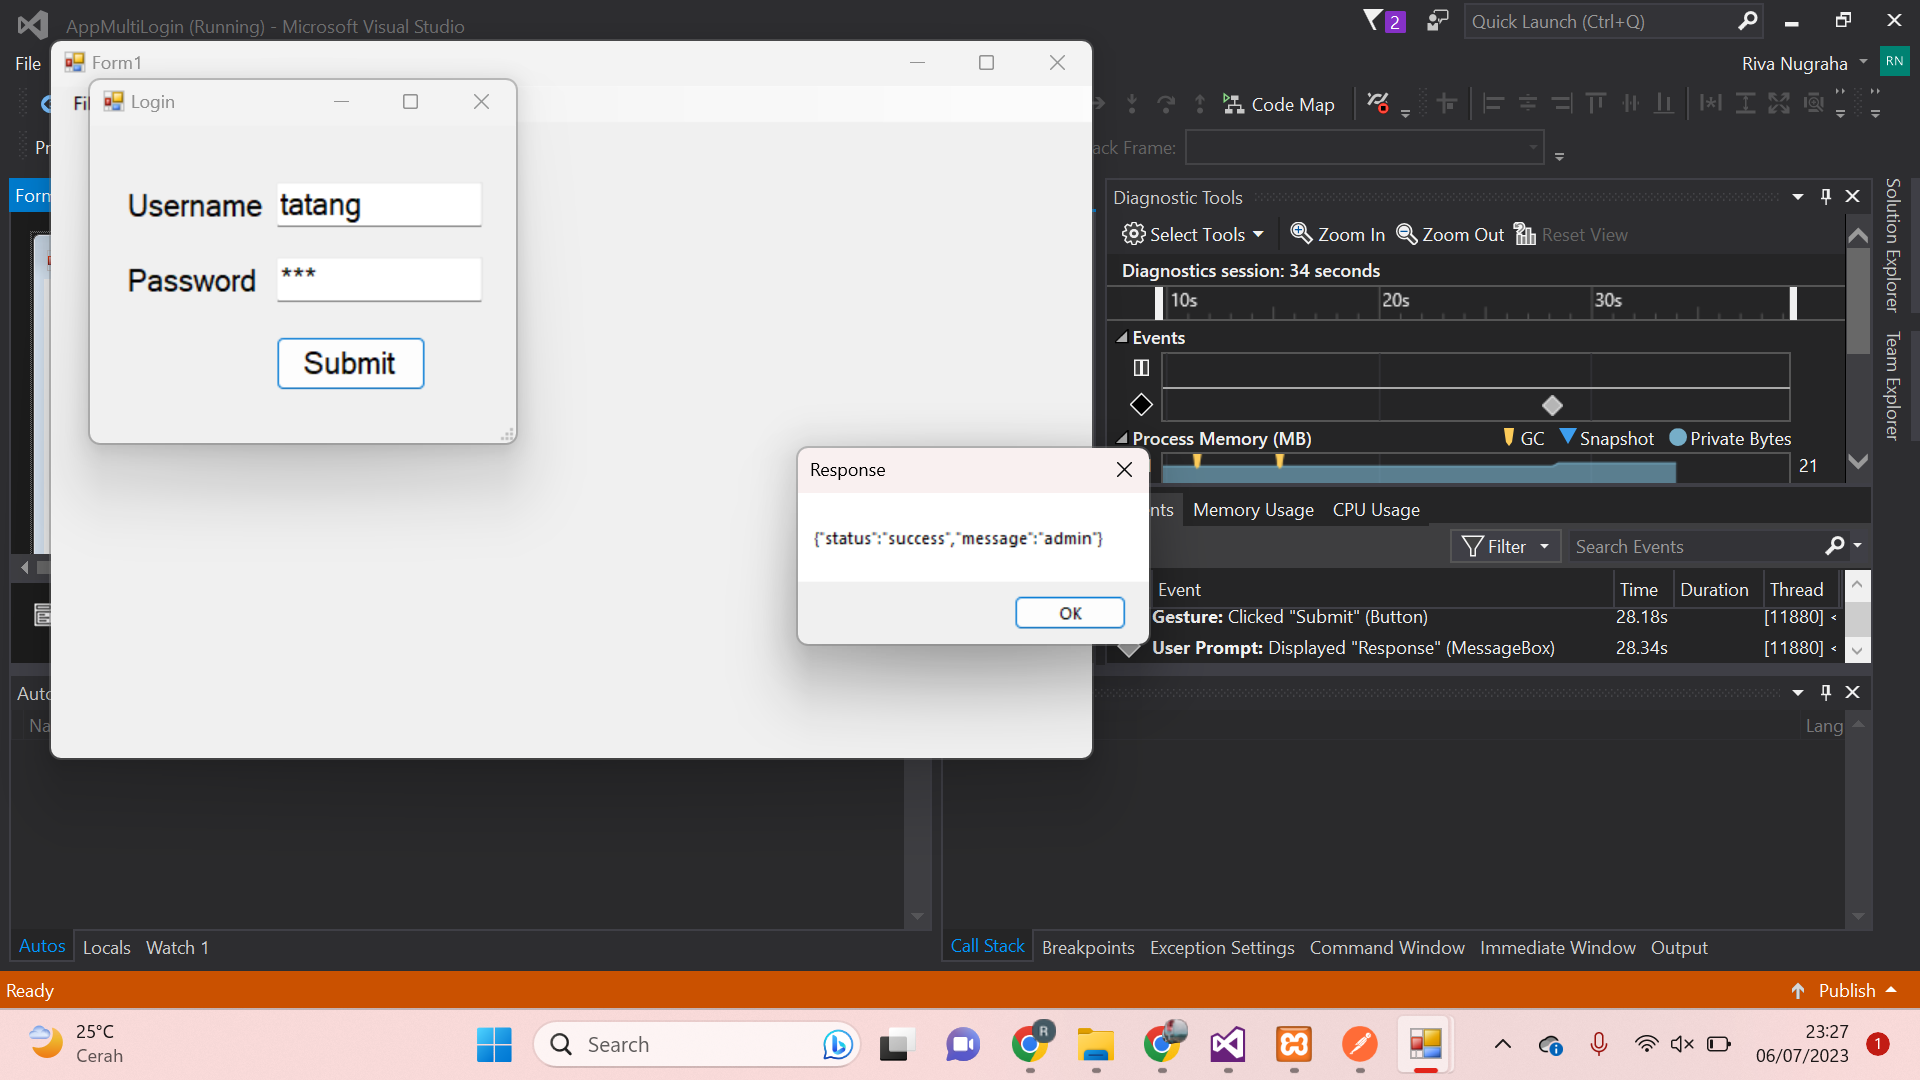 AppMultiLogin (Running) - Microsoft Visual Studio
2
Quick Launch (Ctrl+Q)
File
Form1
Riva Nugraha
RN
Login
Code Map
Username tatang
Password ***
Submit
Frame:
Form
Diagnostic Tools
Select Tools
Zoom In
Zoom Out
Reset View
Diagnostics session: 34 seconds
10s
20s
30s
Events
Process Memory (MB)
GC
Snapshot
Private Bytes
21
Solution Explorer
Team Explorer
Response
{"status":"success","message":"admin"}
OK
Memory Usage
CPU Usage
Filter
Search Events
Event
Time
Duration
Thread
Gesture: Clicked "Submit" (Button)
28.18s
[11880]
User Prompt: Displayed "Response" (MessageBox)
28.34s
[11880]
Lang
Autos
Locals
Watch 1
Call Stack
Breakpoints
Exception Settings
Command Window
Immediate Window
Output
Ready
Publish
25°C
Cerah
Search
R
23:27
06/07/2023
1